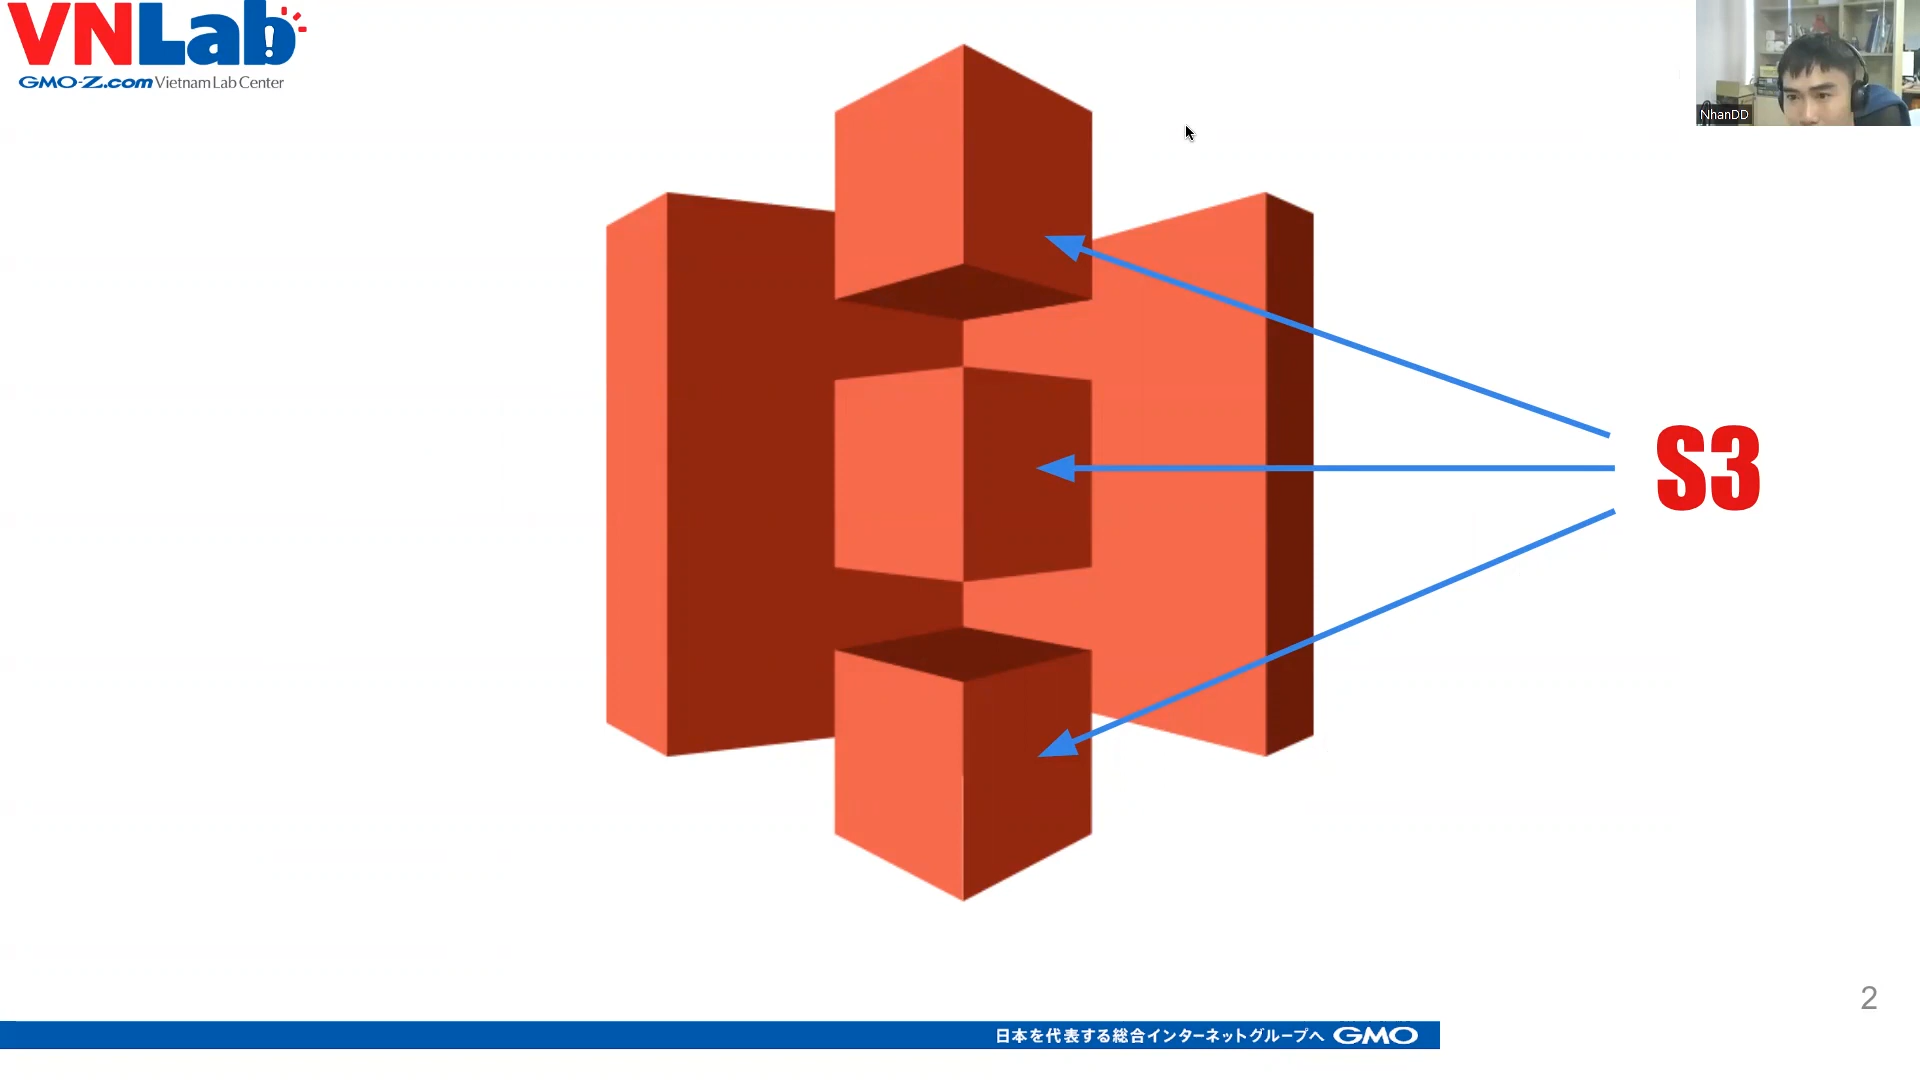 VNLab
GMO-Z.com Vietnam Lab Center
NhanDD
S3
2
日本を代表する総合インターネットグループへ GMO